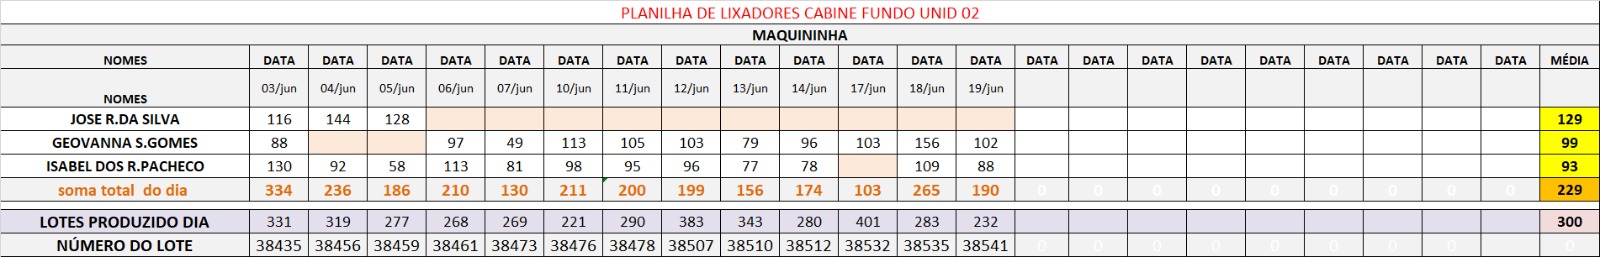 PLANILHA DE LIXADORES CABINE FUNDO UNID 02
MAQUININHA
NOMES DATA DATA DATA DATA DATA DATA DATA DATA DATA DATA DATA DATA DATA DATA DATA DATA DATA DATA DATA DATA DATA DATA MÉDIA
NOMES 03/jun 04/jun 05/jun 06/jun 07/jun 10/jun 11/jun 12/jun 13/jun 14/jun 17/jun 18/jun 19/jun
JOSE R.DA SILVA 116 144 128 129
GEOVANNA S.GOMES 88 97 49 113 105 103 79 96 103 156 102 99
ISABEL DOS R.PACHECO 130 92 58 113 81 98 95 96 77 78 109 88 93
soma total do dia 334 236 186 210 130 211 200 199 156 174 103 265 190 0 0 0 0 0 0 0 0 0 229
LOTES PRODUZIDO DIA 331 319 277 268 269 221 290 383 343 280 401 283 232 300
NÚMERO DO LOTE 38435 38456 38459 38461 38473 38476 38478 38507 38510 38512 38532 38535 38541 0 0 0 0 0 0 0 0 0